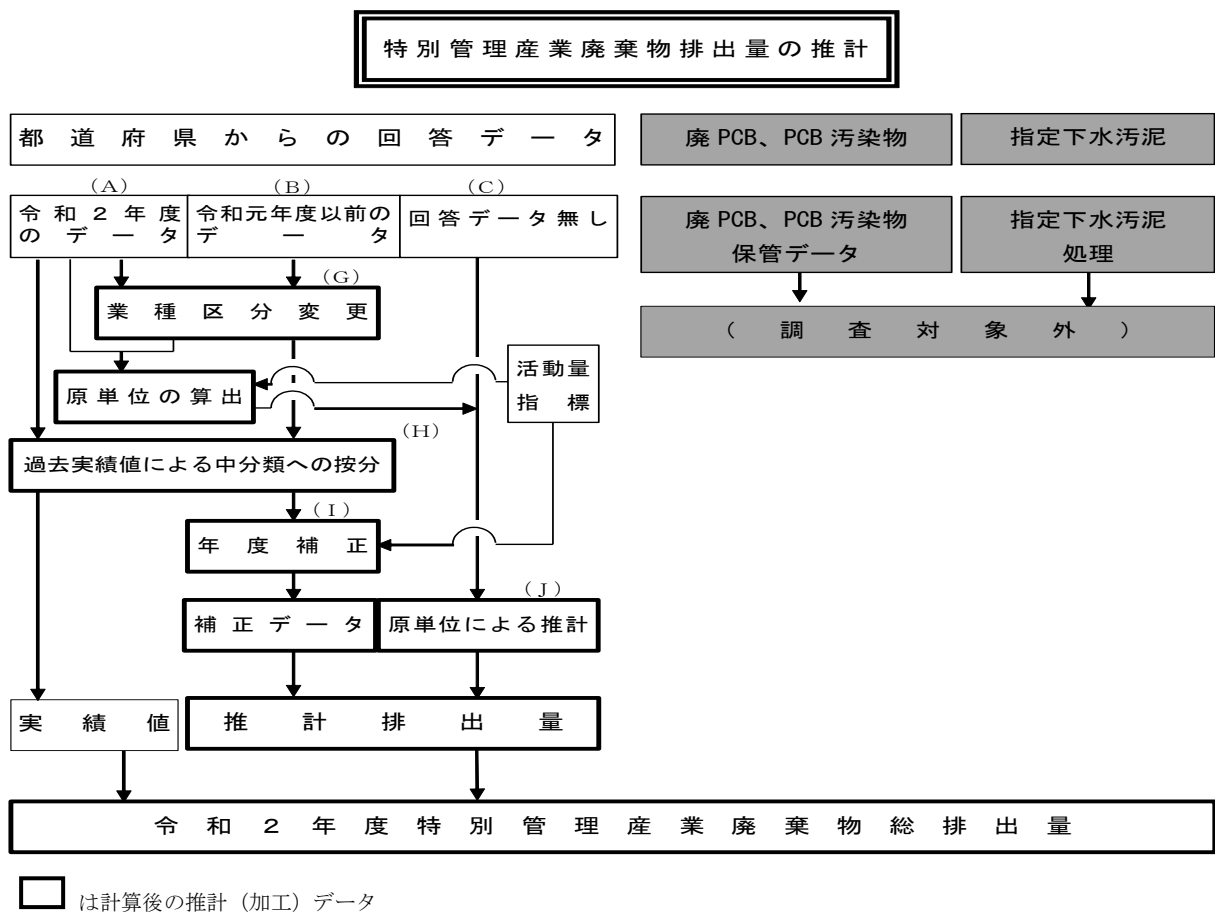 特別管理産業廃棄物排出量の推計
都道府県からの回答データ
廃PCB、PCB汚染物
指定下水汚泥
(A)
(B)
(C)
令和2年度
のデータ
令和元年度以前の
データ
回答データ無し
廃PCB、PCB汚染物
保管データ
指定下水汚泥
処理
(G)
業種区分変更
(調査対象外)
活動量
指標
原単位の算出
(H)
過去実績値による中分類への按分
(I)
年度補正
(J)
補正データ
原単位による推計
実績値
推計排出量
令和2年度特別管理産業廃棄物総排出量
は計算後の推計(加工)データ